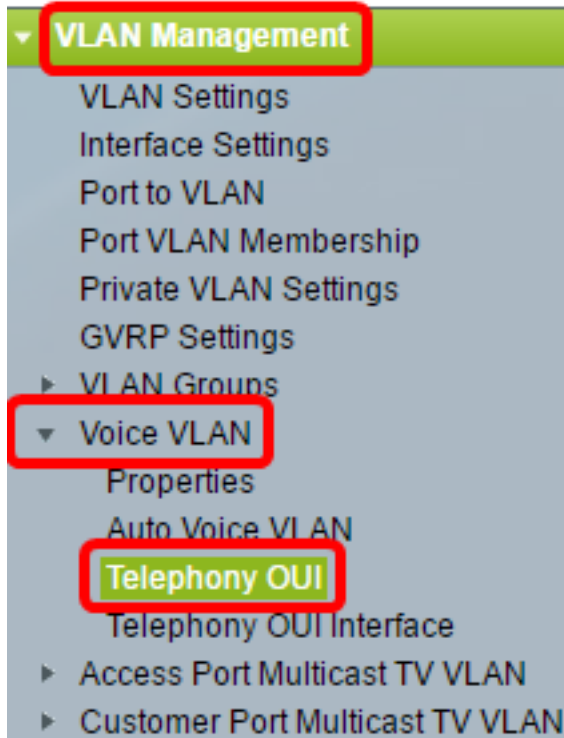 VLAN Management
VLAN Settings
Interface Settings
Port to VLAN
Port VLAN Membership
Private VLAN Settings
GVRP Settings
VLAN Groups
Voice VLAN
Properties
Auto Voice VLAN
Telephony OUI
Telephony OUI Interface
Access Port Multicast TV VLAN
Customer Port Multicast TV VLAN